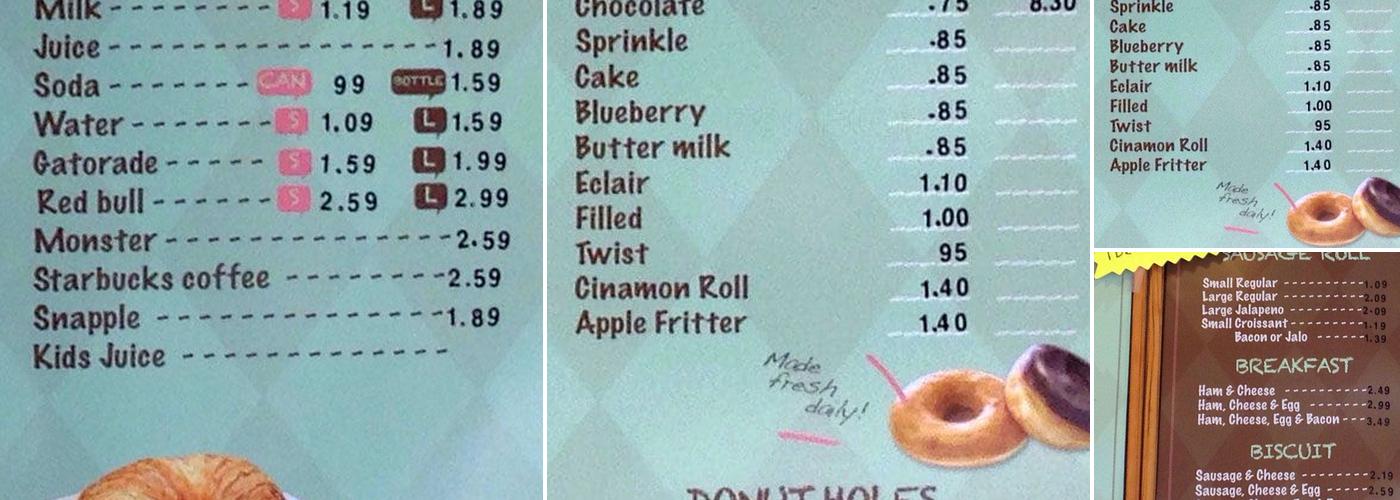 Milk S 1.19 L 1.89
Juice 1.89
Soda CAN 99 BOTTLE 1.59
Water S 1.09 L 1.59
Gatorade S 1.59 L 1.99
Red bull S 2.59 L 2.99
Monster 2.59
Starbucks coffee 2.59
Snapple 1.89
Kids Juice
Chocolate .75 8.30
Sprinkle .85
Cake .85
Blueberry .85
Butter milk .85
Eclair 1.10
Filled 1.00
Twist 95
Cinamon Roll 1.40
Apple Fritter 1.40
Made
fresh
daly!
DONUT HOLES
Sprinkle .85
Cake .85
Blueberry .85
Butter milk .85
Eclair 1.10
Filled 1.00
Twist 95
Cinamon Roll 1.40
Apple Fritter 1.40
Made
fresh
daly!
SAUSAGE ROLL
Small Regular 1.09
Large Regular 2.09
Large Jalapeno 2.09
Small Croissant 1.19
Bacon or Jalo 1.39
BREAKFAST
Ham & Cheese 2.49
Ham, Cheese & Egg 2.99
Ham, Cheese, Egg & Bacon 3.49
BISCUIT
Sausage & Cheese 2.19
Sausage, Cheese & Egg 2.59